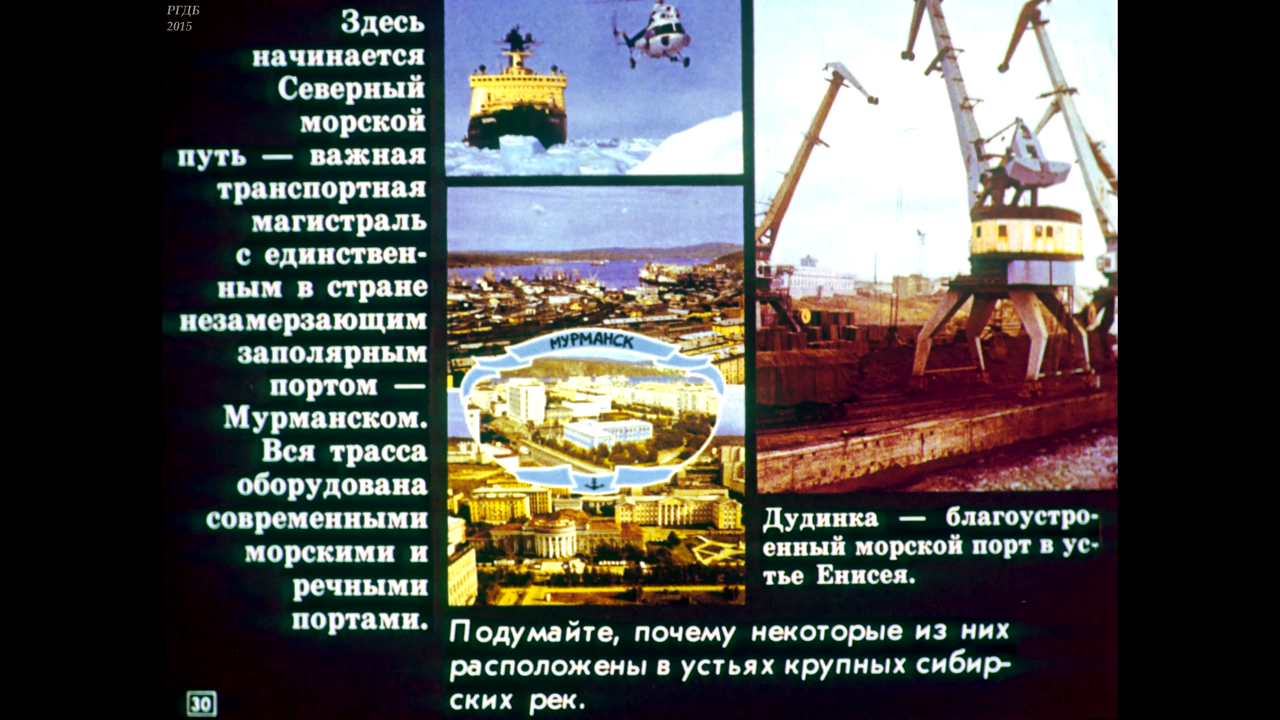 РГДБ
2015
Здесь
начинается
Северный
морской
путь — важная
транспортная
магистраль
с единствен-
ным в стране
незамерзающим
заполярным
портом —
Мурманском.
Вся трасса
оборудована
современными
морскими и
речными
портами.
МУРМАНСК
Дудинка — благоустро-
енный морской порт в ус-
тье Енисея.
Подумайте, почему некоторые из них
расположены в устьях крупных сибир-
ских рек.
30